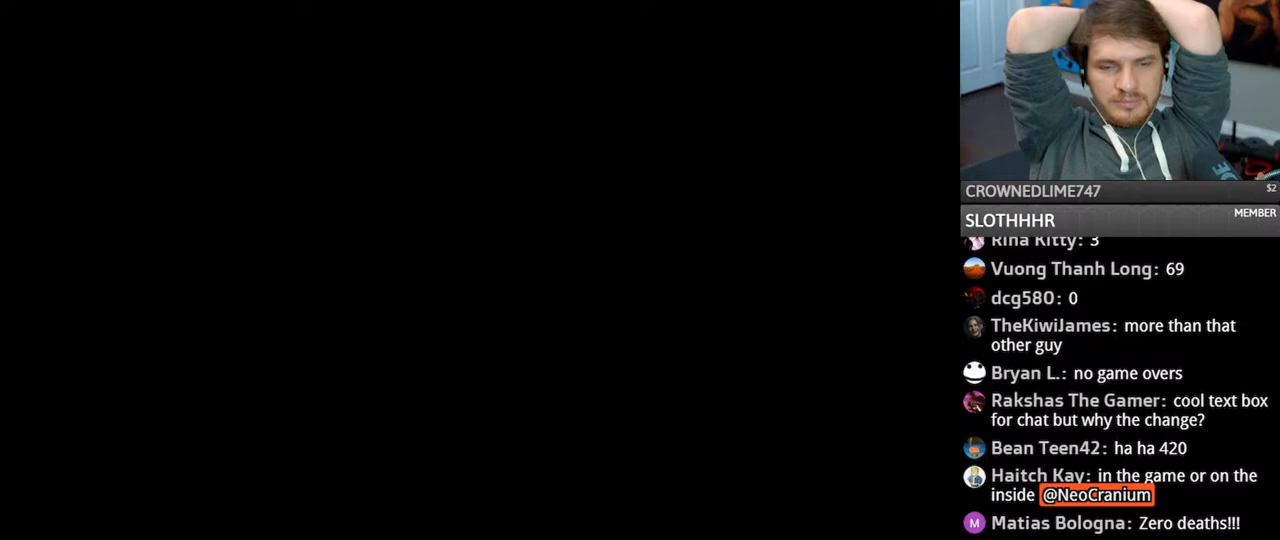 CROWNEDLIME747 $2
SLOTHHHR MEMBER
Rina Kitty: 3
Vuong Thanh Long: 69
dcg580: 0
TheKiwiJames: more than that
other guy
Bryan L.: no game overs
Rakshas The Gamer: cool text box
for chat but why the change?
Bean Teen42: ha ha 420
Haitch Kay: in the game or on the
inside @NeoCranium
M Matias Bologna: Zero deaths!!!